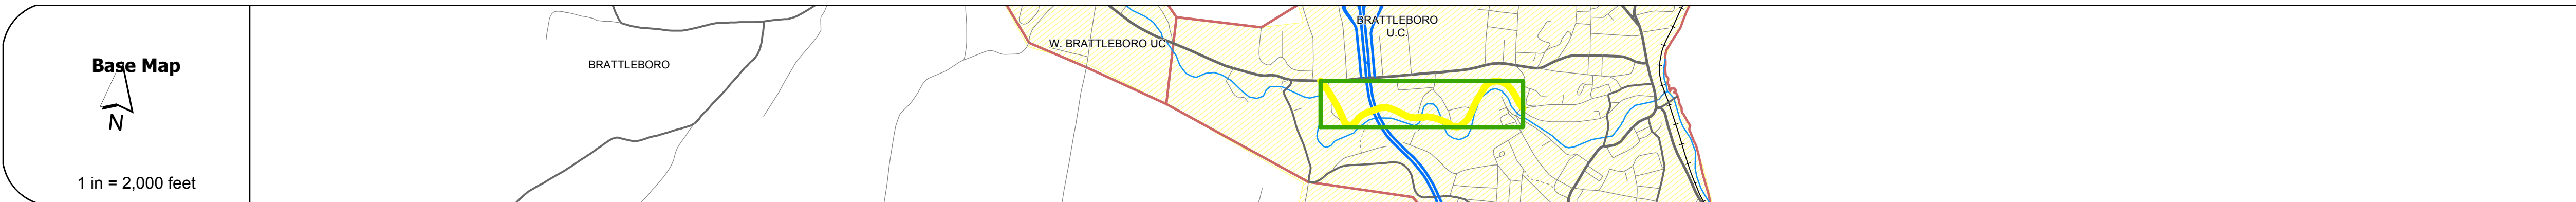 Base Map
N
1 in = 2,000 feet
BRATTLEBORO
W. BRATTLEBORO UC
BRATTLEBORO
U.C.